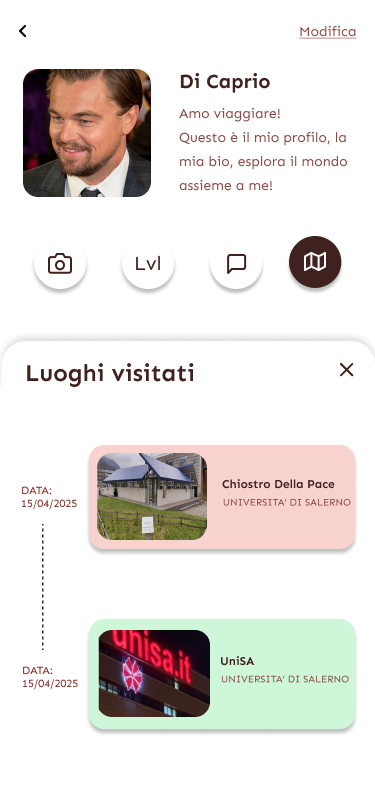 Modifica
Di Caprio
Amo viaggiare!
Questo è il mio profilo, la
mia bio, esplora il mondo
assieme a me!
Lvl
Luoghi visitati
DATA:
15/04/2025
Chiostro Della Pace
UNIVERSITA' DI SALERNO
unisa.it
UniSA
UNIVERSITA' DI SALERNO
DATA:
15/04/2025